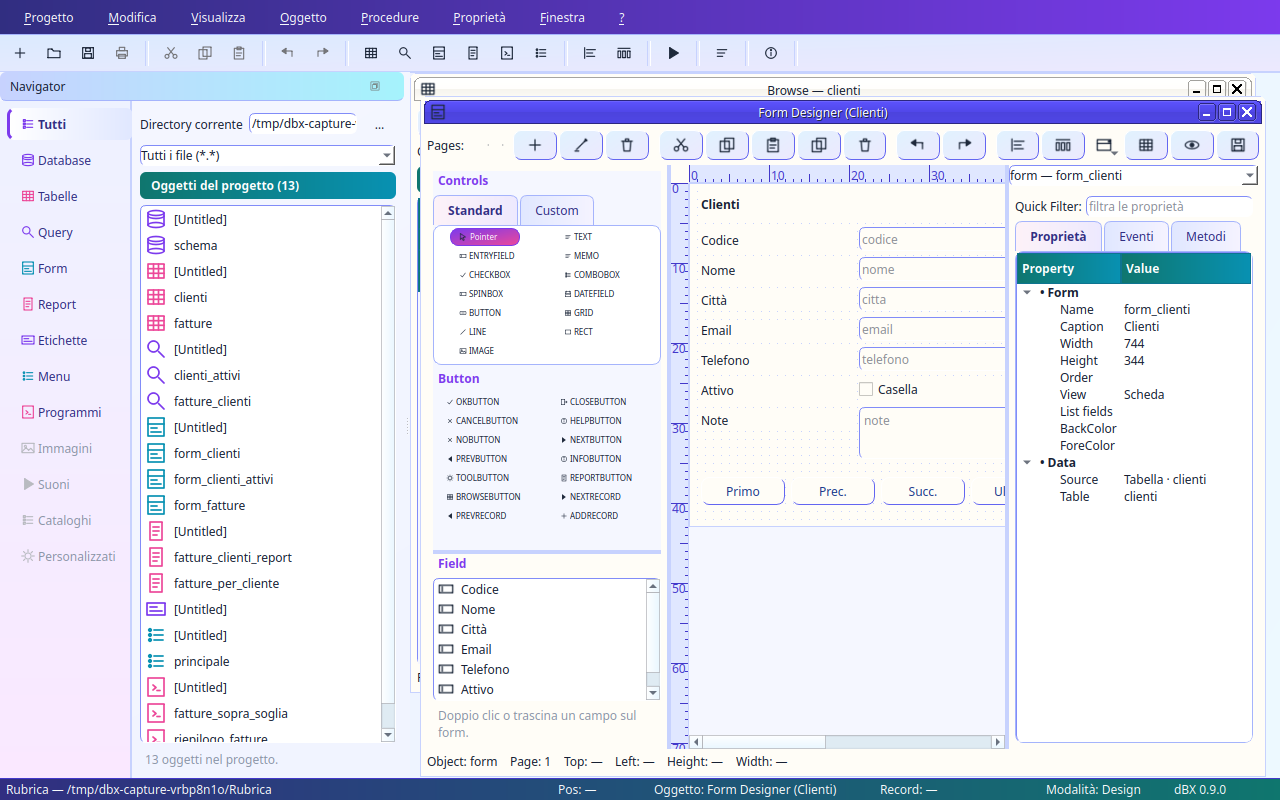 Progetto Modifica Visualizza Oggetto Procedure Proprietà Finestra ?
Navigator
Tutti
Database
Tabelle
Query
Form
Report
Etichette
Menu
Programmi
Immagini
Suoni
Cataloghi
Personalizzati
Directory corrente /tmp/dbx-capture- ...
Tutti i file (*.*)
Oggetti del progetto (13)
[Untitled]
schema
[Untitled]
clienti
fatture
[Untitled]
clienti_attivi
fatture_clienti
[Untitled]
form_clienti
form_clienti_attivi
form_fatture
[Untitled]
fatture_clienti_report
fatture_per_cliente
[Untitled]
[Untitled]
principale
[Untitled]
fatture_sopra_soglia
riepilogo_fatture
13 oggetti nel progetto.
Browse — clienti
Form Designer (Clienti)
Pages:
Controls
Standard Custom
Pointer TEXT
ENTRYFIELD MEMO
CHECKBOX COMBOBOX
SPINBOX DATEFIELD
BUTTON GRID
LINE RECT
IMAGE
Button
OKBUTTON CLOSEBUTTON
CANCELBUTTON HELPBUTTON
NOBUTTON NEXTBUTTON
PREVBUTTON INFOBUTTON
TOOLBUTTON REPORTBUTTON
BROWSEBUTTON NEXTRECORD
PREVRECORD ADDRECORD
Field
Codice
Nome
Città
Email
Telefono
Attivo
Doppio clic o trascina un campo sul
form.
0 10 20 30
0
10
20
30
40
50
60
70
Clienti
Codice codice
Nome nome
Città citta
Email email
Telefono telefono
Attivo Casella
Note note
Primo Prec. Succ. Ul
form — form_clienti
Quick Filter: filtra le proprietà
Proprietà Eventi Metodi
Property Value
• Form
Name form_clienti
Caption Clienti
Width 744
Height 344
Order
View Scheda
List fields
BackColor
ForeColor
• Data
Source Tabella · clienti
Table clienti
Object: form Page: 1 Top: — Left: — Height: — Width: —
Rubrica — /tmp/dbx-capture-vrbp8n1o/Rubrica Pos: — Oggetto: Form Designer (Clienti) Record: — Modalità: Design dBX 0.9.0